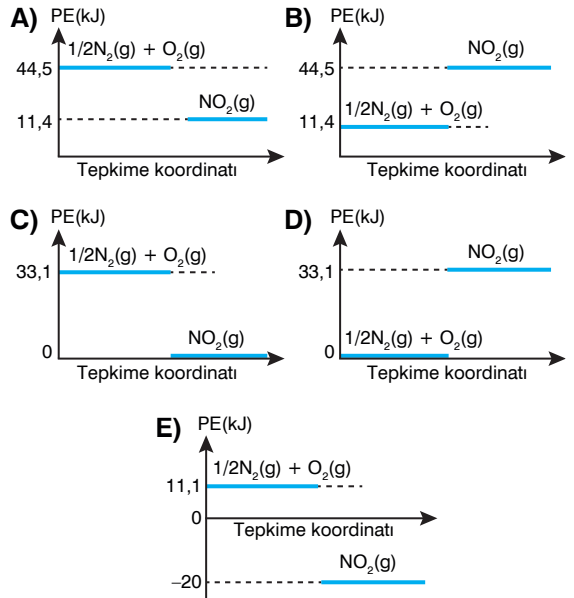 A) PE(kJ)
1/2N₂(g) + O₂(g)
44,5
NO₂(g)
11,4
Tepkime koordinatı
B) PE(kJ)
NO₂(g)
44,5
1/2N₂(g) + O₂(g)
11,4
Tepkime koordinatı
C) PE(kJ)
1/2N₂(g) + O₂(g)
33,1
NO₂(g)
0
Tepkime koordinatı
D) PE(kJ)
NO₂(g)
33,1
1/2N₂(g) + O₂(g)
0
Tepkime koordinatı
E) PE(kJ)
1/2N₂(g) + O₂(g)
11,1
0
Tepkime koordinatı
NO₂(g)
–20